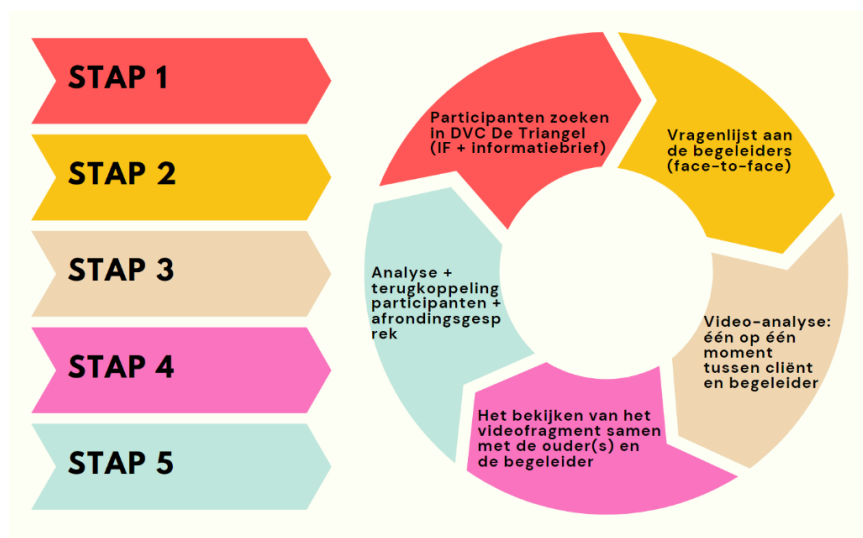 STAP 1
STAP 2
STAP 3
STAP 4
STAP 5
Participanten zoeken
in DVC De Triangel
(IF + informatiebrief)
Vragenlijst aan
de begeleiders
(face-to-face)
Video-analyse:
één op één
moment
tussen cliënt
en begeleider
Het bekijken van het
videofragment samen
met de ouder(s) en
de begeleider
Analyse +
terugkoppeling
participanten +
afrondingsgesp
rek